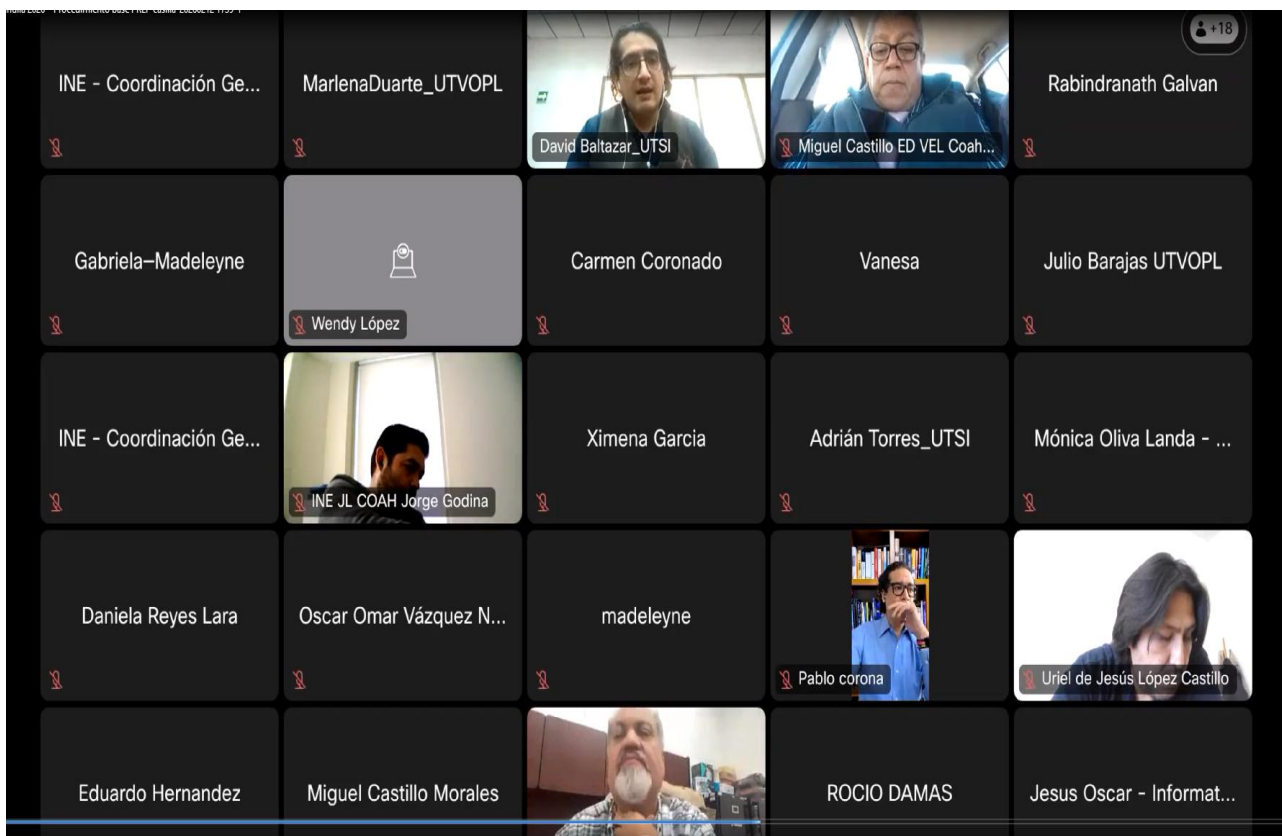 +18
INE - Coordinación Ge...
MarlenaDuarte_UTVOPL
David Baltazar_UTSI
Miguel Castillo ED VEL Coah...
Rabindranath Galvan
Gabriela–Madeleyne
Wendy López
Carmen Coronado
Vanesa
Julio Barajas UTVOPL
INE - Coordinación Ge...
INE JL COAH Jorge Godina
Ximena Garcia
Adrián Torres_UTSI
Mónica Oliva Landa - ...
Daniela Reyes Lara
Oscar Omar Vázquez N...
madeleyne
Pablo corona
Uriel de Jesús López Castillo
Eduardo Hernandez
Miguel Castillo Morales
ROCIO DAMAS
Jesus Oscar - Informat...